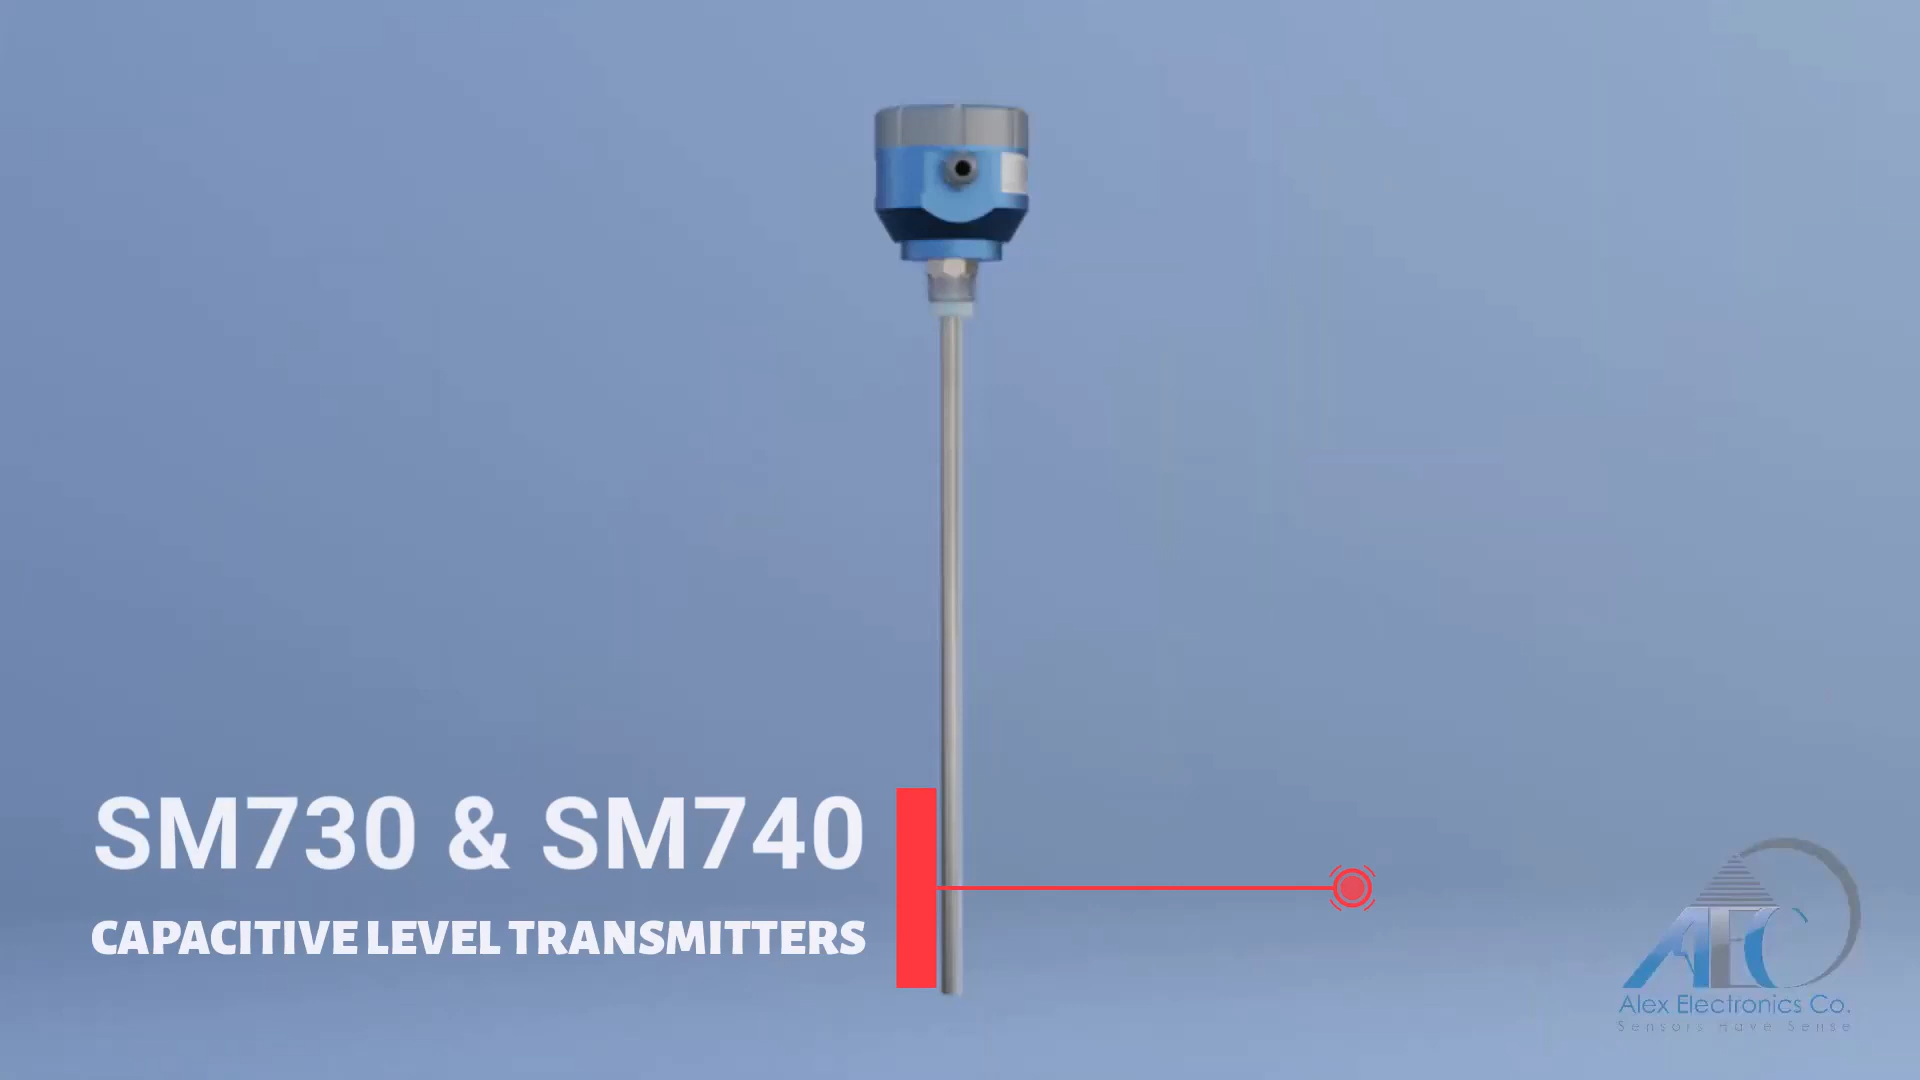 SM730 & SM740
CAPACITIVE LEVEL TRANSMITTERS
AEC
Alex Electronics Co.
Sensors Have Sense